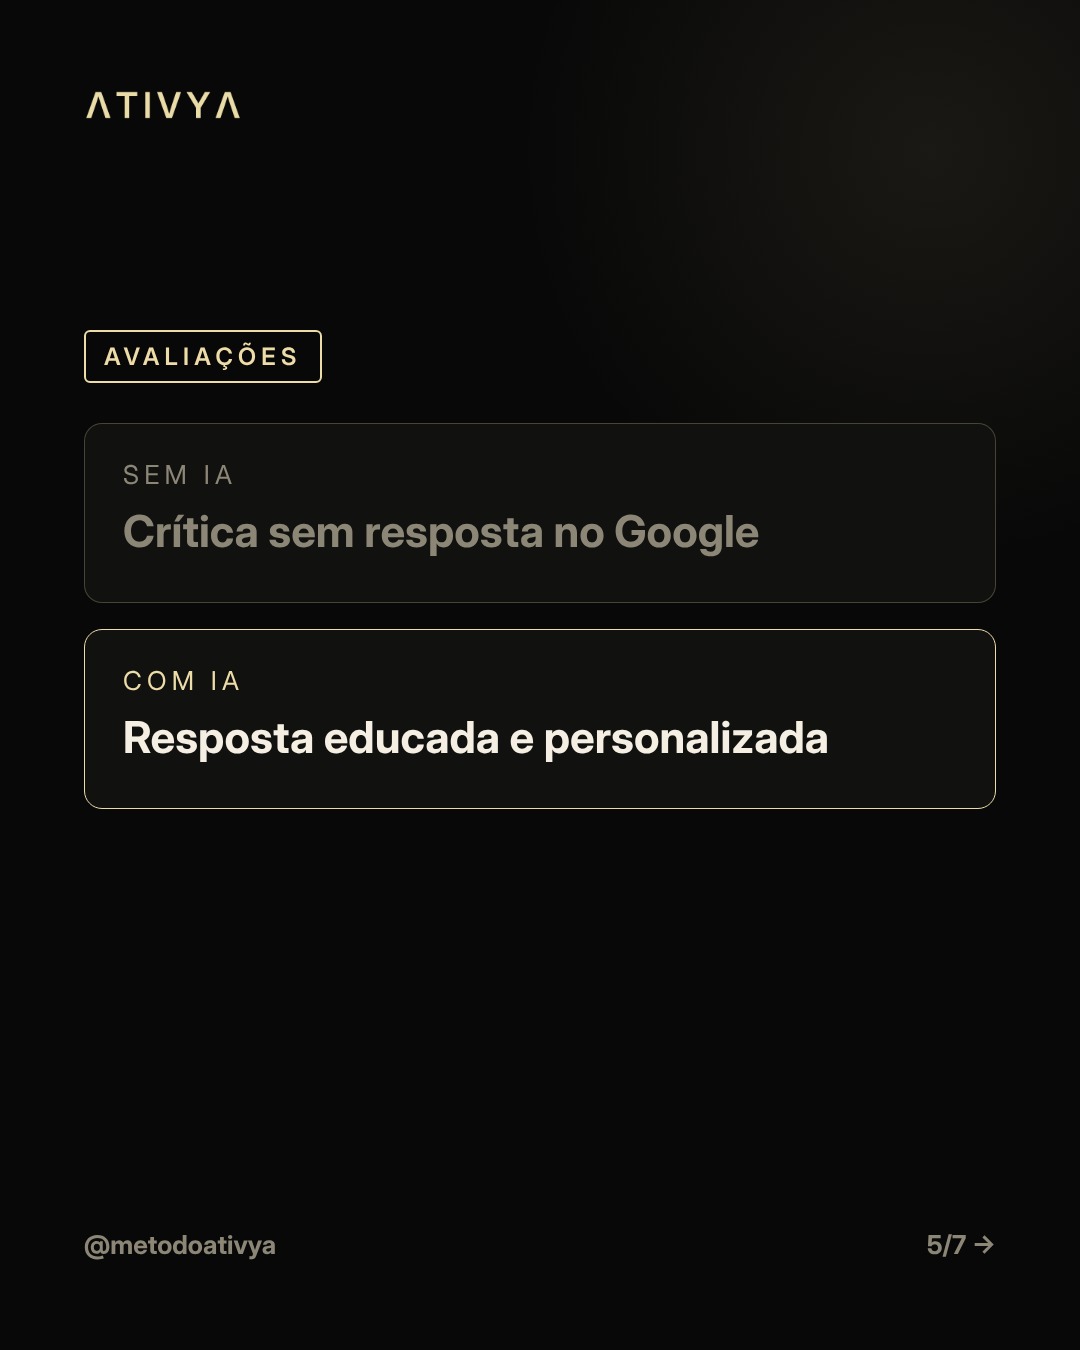 ATIVYA
AVALIAÇÕES
SEM IA
Crítica sem resposta no Google
COM IA
Resposta educada e personalizada
@metodoativya
5/7 →